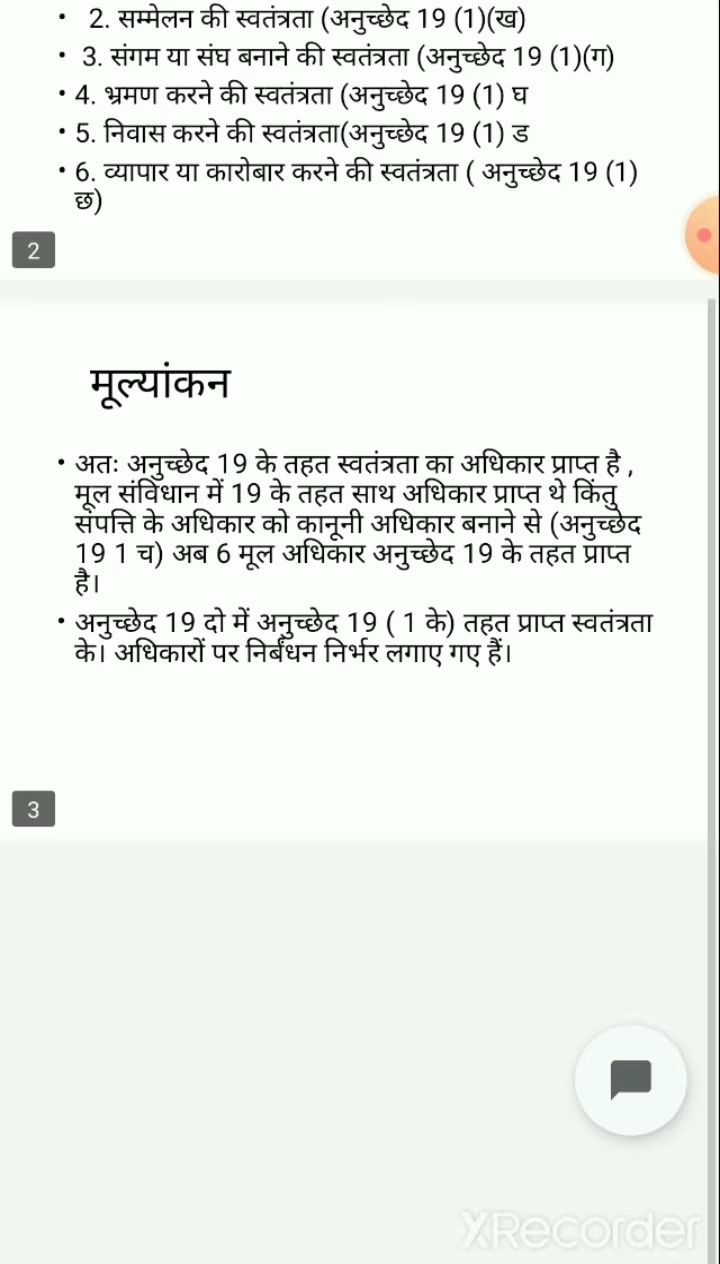 • 2. सम्मेलन की स्वतंत्रता (अनुच्छेद 19 (1)(ख)
• 3. संगम या संघ बनाने की स्वतंत्रता (अनुच्छेद 19 (1)(ग)
• 4. भ्रमण करने की स्वतंत्रता (अनुच्छेद 19 (1) घ
• 5. निवास करने की स्वतंत्रता(अनुच्छेद 19 (1) ड
• 6. व्यापार या कारोबार करने की स्वतंत्रता ( अनुच्छेद 19 (1)
छ)
2
मूल्यांकन
• अतः अनुच्छेद 19 के तहत स्वतंत्रता का अधिकार प्राप्त है ,
मूल संविधान में 19 के तहत साथ अधिकार प्राप्त थे किंतु
संपत्ति के अधिकार को कानूनी अधिकार बनाने से (अनुच्छेद
19 1 च) अब 6 मूल अधिकार अनुच्छेद 19 के तहत प्राप्त
है।
• अनुच्छेद 19 दो में अनुच्छेद 19 ( 1 के) तहत प्राप्त स्वतंत्रता
के। अधिकारों पर निर्बंधन निर्भर लगाए गए हैं।
3
XRecorder